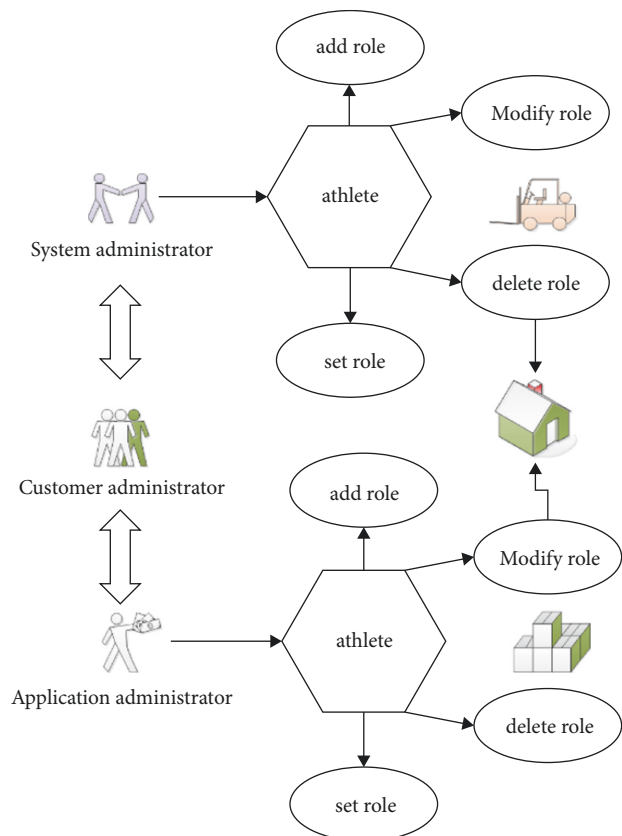 add role
Modify role
athlete
System administrator
delete role
set role
Customer administrator
add role
Modify role
athlete
Application administrator
delete role
set role